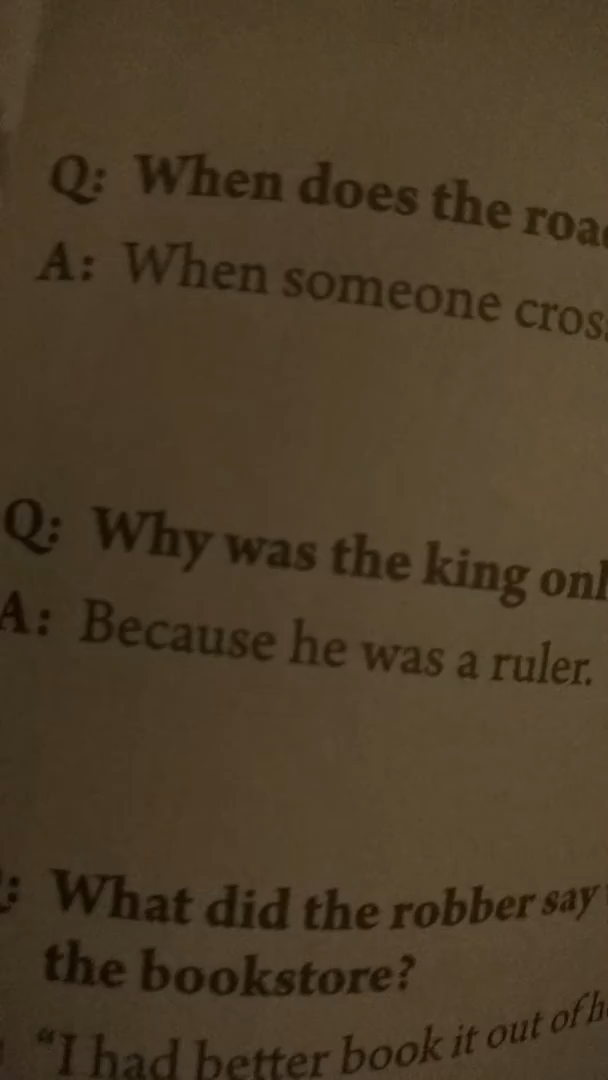 Q: When does the roa
A: When someone cros
Q: Why was the king onl
A: Because he was a ruler.
: What did the robber say
the bookstore?
"I had better book it out of h